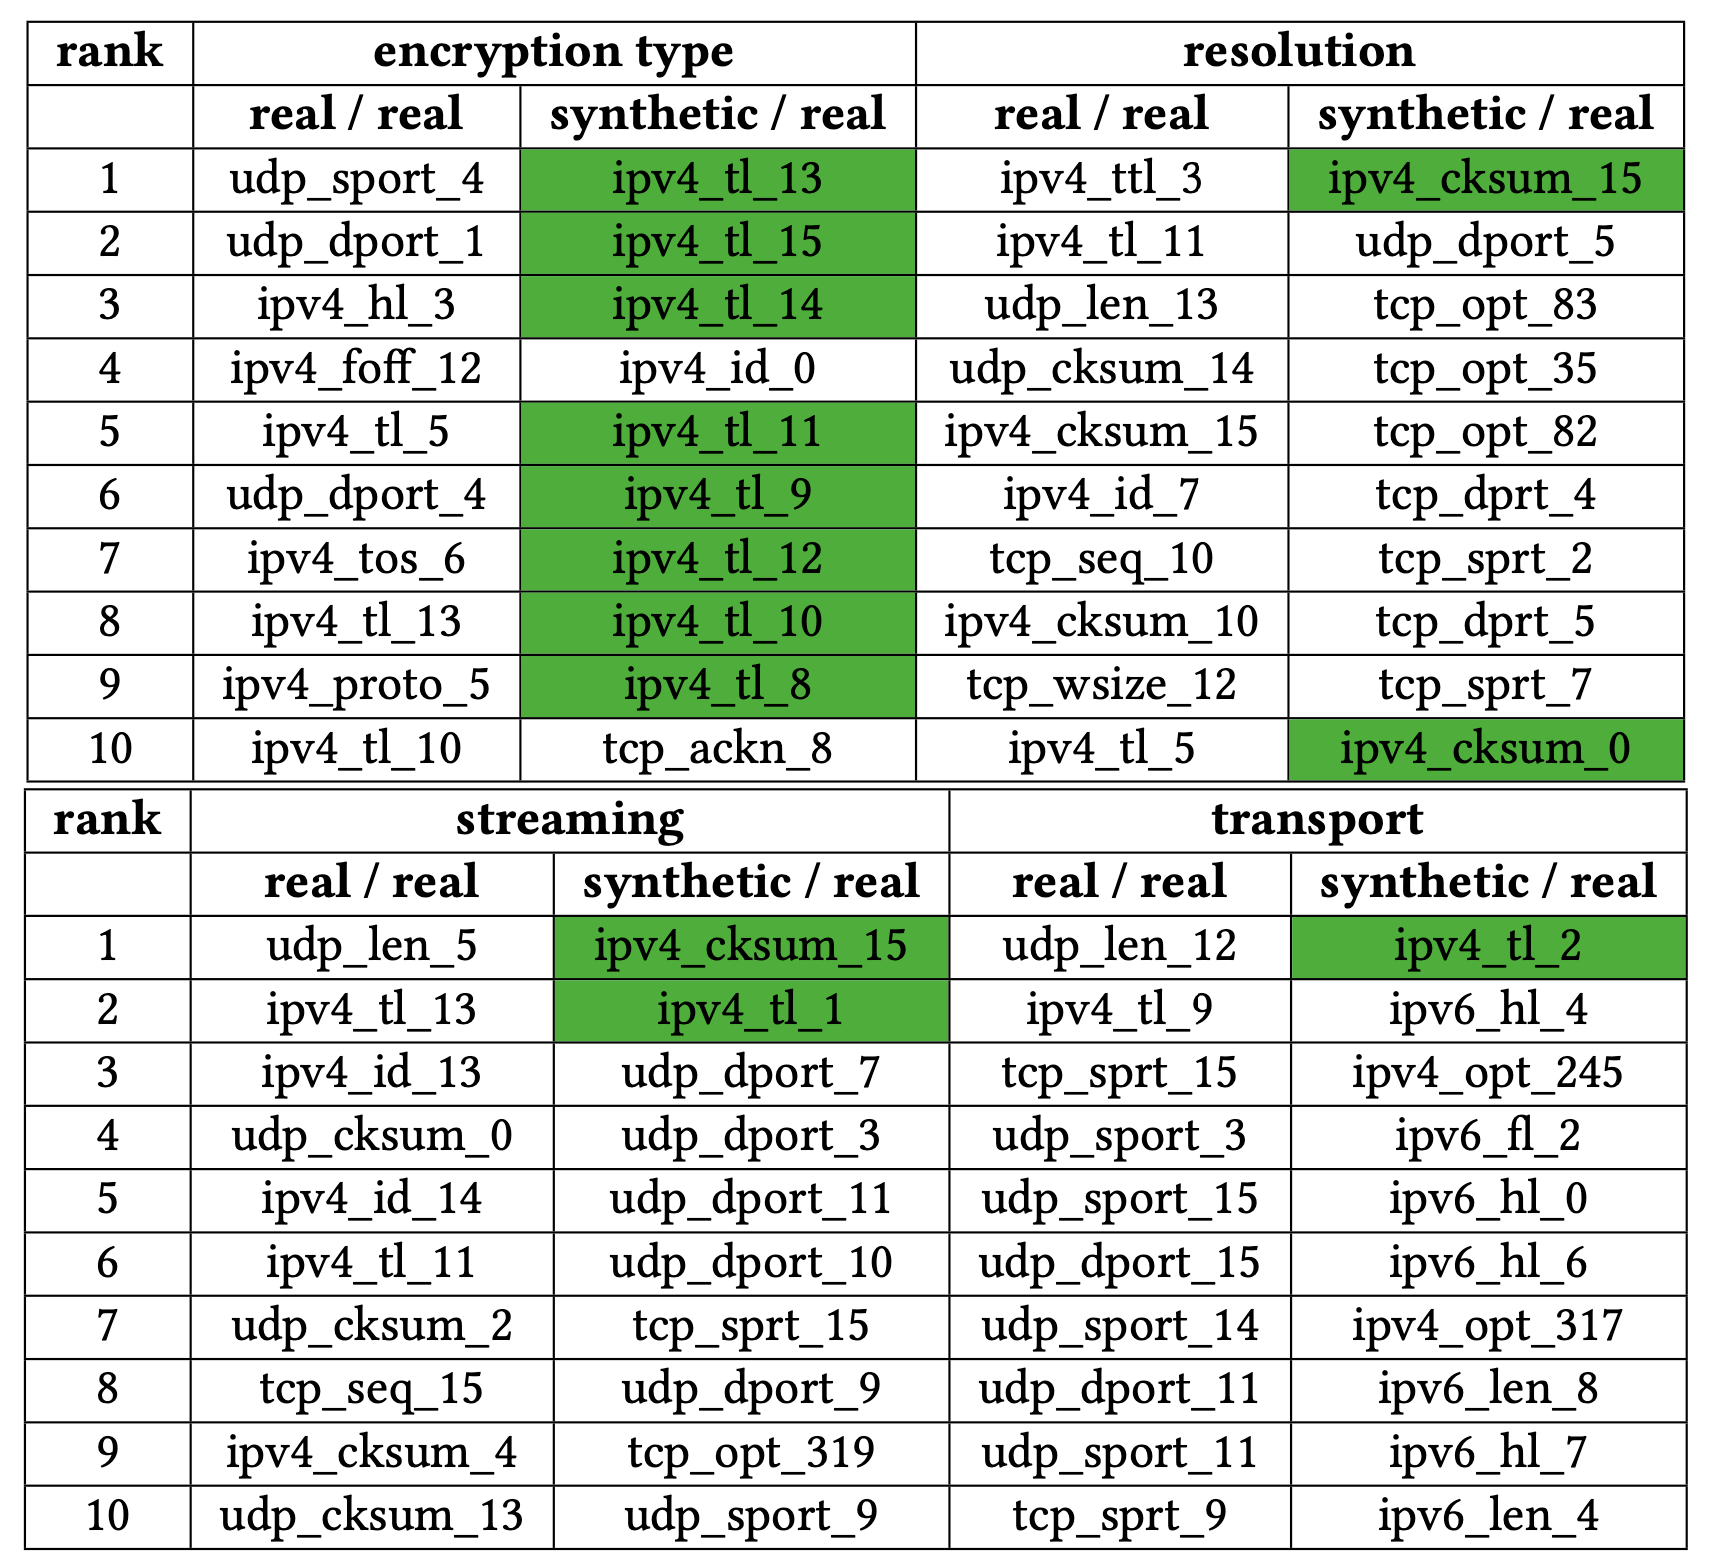 rank encryption type resolution
real / real synthetic / real real / real synthetic / real
1 udp_sport_4 ipv4_tl_13 ipv4_ttl_3 ipv4_cksum_15
2 udp_dport_1 ipv4_tl_15 ipv4_tl_11 udp_dport_5
3 ipv4_hl_3 ipv4_tl_14 udp_len_13 tcp_opt_83
4 ipv4_foff_12 ipv4_id_0 udp_cksum_14 tcp_opt_35
5 ipv4_tl_5 ipv4_tl_11 ipv4_cksum_15 tcp_opt_82
6 udp_dport_4 ipv4_tl_9 ipv4_id_7 tcp_dprt_4
7 ipv4_tos_6 ipv4_tl_12 tcp_seq_10 tcp_sprt_2
8 ipv4_tl_13 ipv4_tl_10 ipv4_cksum_10 tcp_dprt_5
9 ipv4_proto_5 ipv4_tl_8 tcp_wsize_12 tcp_sprt_7
10 ipv4_tl_10 tcp_ackn_8 ipv4_tl_5 ipv4_cksum_0
rank streaming transport
real / real synthetic / real real / real synthetic / real
1 udp_len_5 ipv4_cksum_15 udp_len_12 ipv4_tl_2
2 ipv4_tl_13 ipv4_tl_1 ipv4_tl_9 ipv6_hl_4
3 ipv4_id_13 udp_dport_7 tcp_sprt_15 ipv4_opt_245
4 udp_cksum_0 udp_dport_3 udp_sport_3 ipv6_fl_2
5 ipv4_id_14 udp_dport_11 udp_sport_15 ipv6_hl_0
6 ipv4_tl_11 udp_dport_10 udp_dport_15 ipv6_hl_6
7 udp_cksum_2 tcp_sprt_15 udp_sport_14 ipv4_opt_317
8 tcp_seq_15 udp_dport_9 udp_dport_11 ipv6_len_8
9 ipv4_cksum_4 tcp_opt_319 udp_sport_11 ipv6_hl_7
10 udp_cksum_13 udp_sport_9 tcp_sprt_9 ipv6_len_4